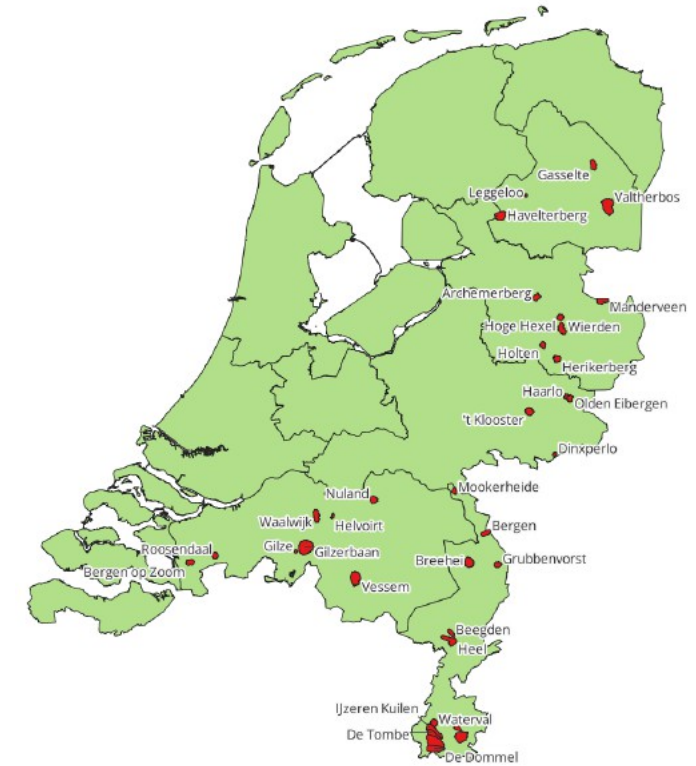 Gasselte
Leggeloo
Valtherbos
Havelterberg
Archemerberg
Manderveen
Hoge Hexel
Wierden
Holten
Herikerberg
Haarlo
Olden Eibergen
't Klooster
Dinxperlo
Mookerheide
Nuland
Waalwijk
Helvoirt
Bergen
Roosendaal
Gilze
Gilzerbaan
Breehei
Grubbenvorst
Bergen op Zoom
Vessem
Beegden
Heel
IJzeren Kuilen
Waterval
De Tombe
De Dommel